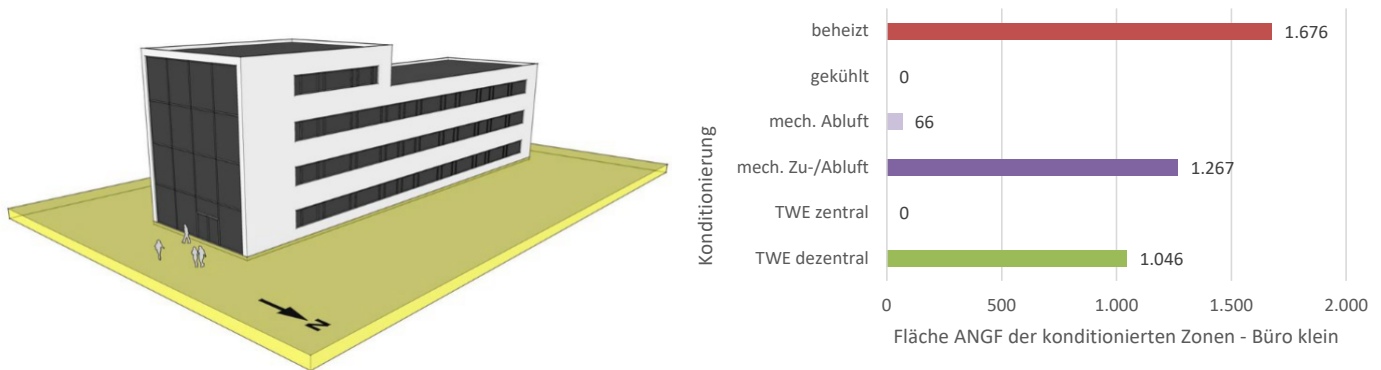 N
Konditionierung
beheizt 1.676
gekühlt 0
mech. Abluft 66
mech. Zu-/Abluft 1.267
TWE zentral 0
TWE dezentral 1.046
0 500 1.000 1.500 2.000
Fläche ANGF der konditionierten Zonen - Büro klein